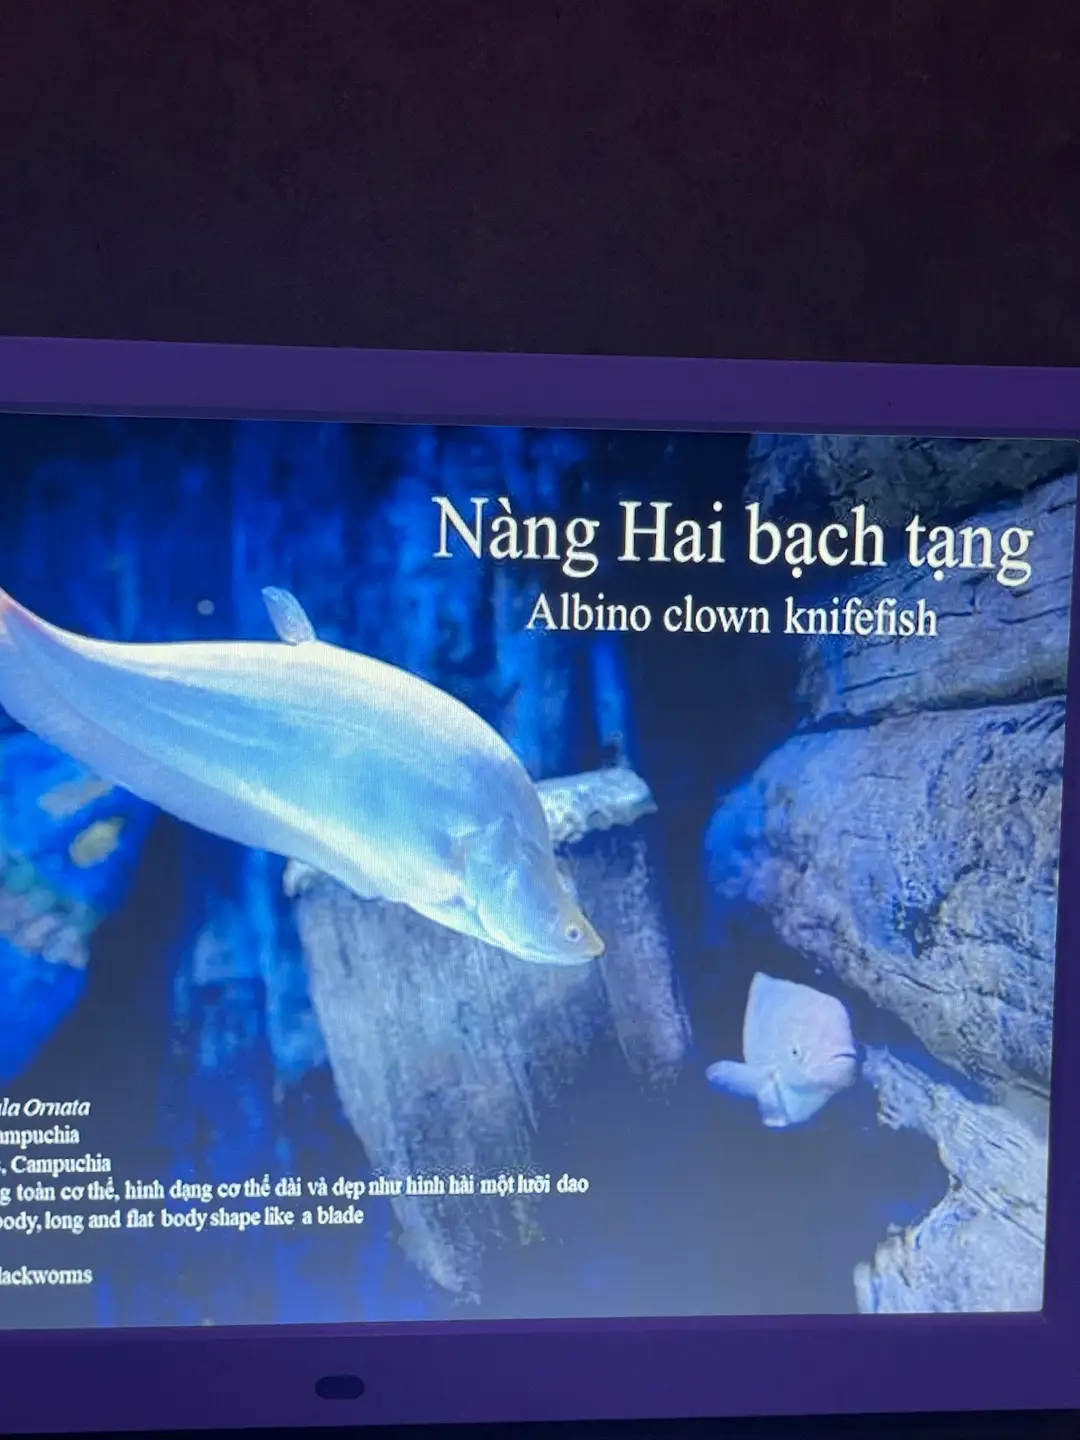 Nàng Hai bạch tạng
Albino clown knifefish
la Ornata
ampuchia
, Campuchia
g toàn cơ thể, hình dạng cơ thể dài và dẹp như hình hài một lưỡi dao
body, long and flat body shape like a blade
lackworms